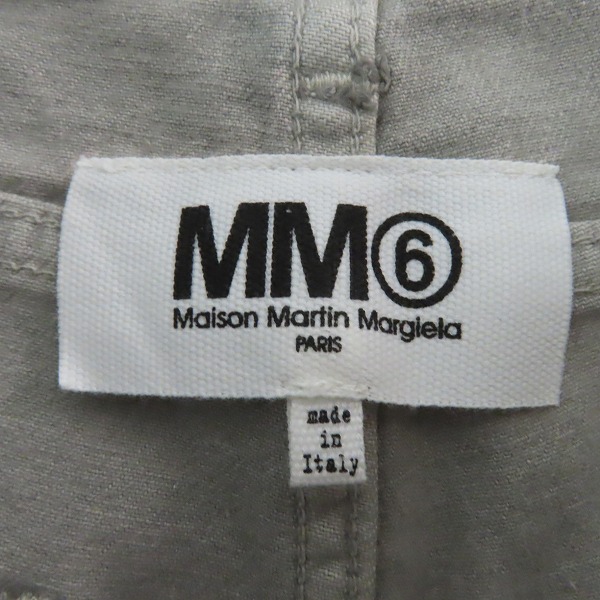 MM⑥
Maison Martin Margiela
PARIS
made
in
Italy